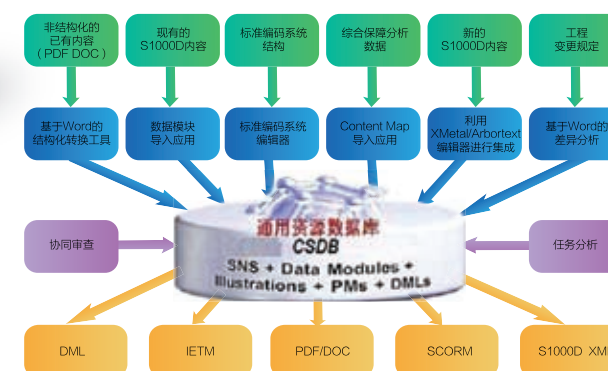 非结构化的
已有内容
（PDF DOC）
现有的
S1000D内容
标准编码系统
结构
综合保障分析
数据
新的
S1000D内容
工程
变更规定
基于Word的
结构化转换工具
数据模块
导入应用
标准编码系统
编辑器
Content Map
导入应用
利用
XMetal/Arbortext
编辑器进行集成
基于Word的
差异分析
协同审查
通用资源数据库
CSDB
SNS + Data Modules +
Illustrations + PMs + DMLs
任务分析
DML
IETM
PDF/DOC
SCORM
S1000D XML